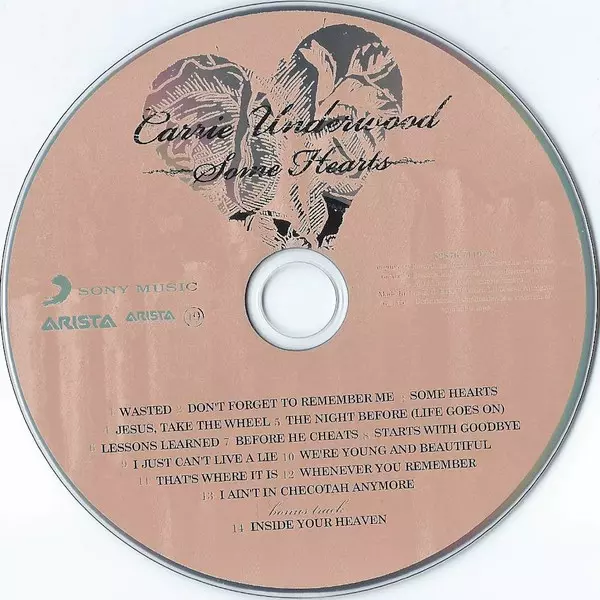 Carrie Underwood
Some Hearts
SONY MUSIC
ARISTA ARISTA 19
1 WASTED 2 DON'T FORGET TO REMEMBER ME 3 SOME HEARTS
4 JESUS, TAKE THE WHEEL 5 THE NIGHT BEFORE (LIFE GOES ON)
6 LESSONS LEARNED 7 BEFORE HE CHEATS 8 STARTS WITH GOODBYE
9 I JUST CAN'T LIVE A LIE 10 WE'RE YOUNG AND BEAUTIFUL
11 THAT'S WHERE IT IS 12 WHENEVER YOU REMEMBER
13 I AIN'T IN CHECOTAH ANYMORE
bonus track
14 INSIDE YOUR HEAVEN